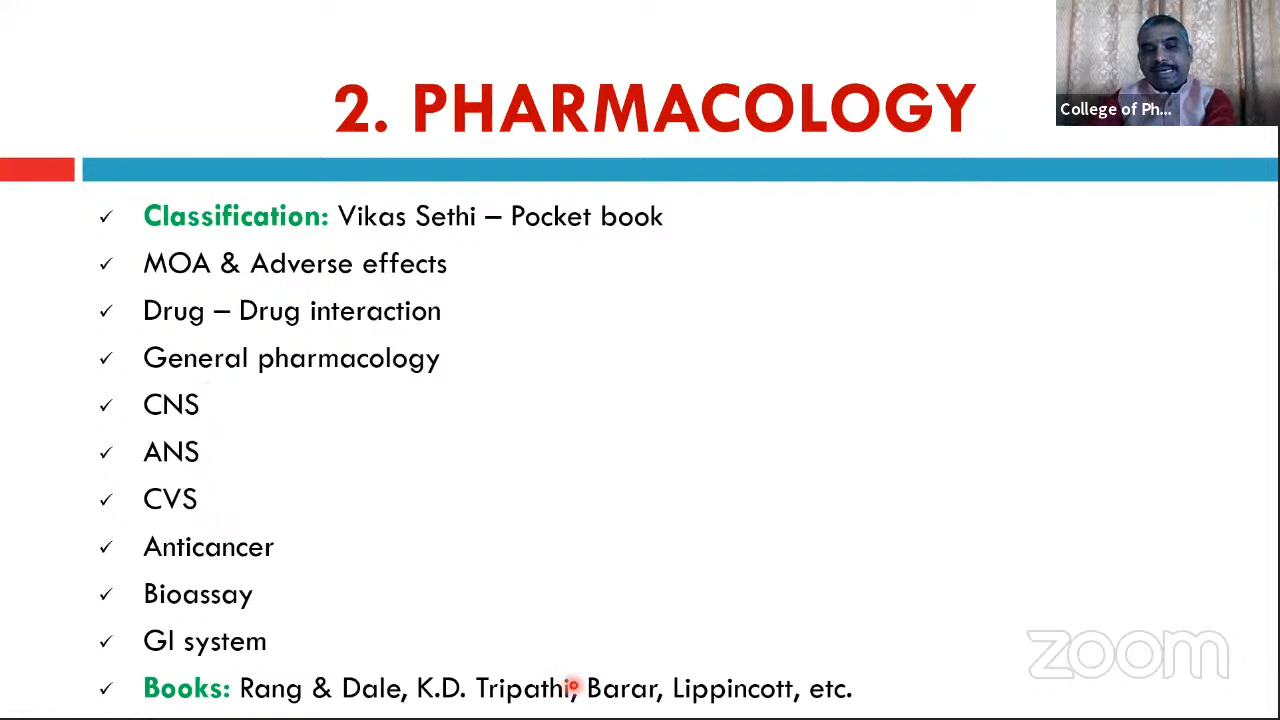 2. PHARMACOLOGY
College of Ph...
✓ Classification: Vikas Sethi – Pocket book
✓ MOA & Adverse effects
✓ Drug – Drug interaction
✓ General pharmacology
✓ CNS
✓ ANS
✓ CVS
✓ Anticancer
✓ Bioassay
✓ GI system
✓ Books: Rang & Dale, K.D. Tripathi, Barar, Lippincott, etc.
zoom